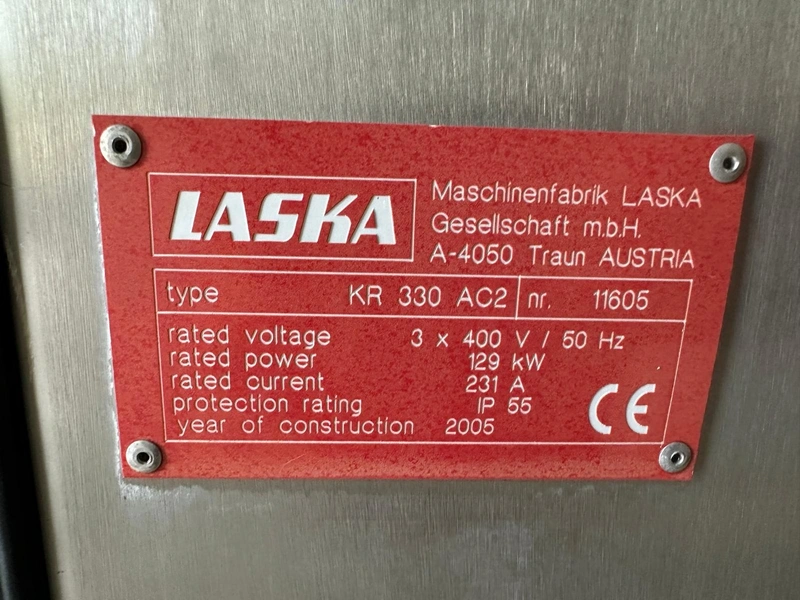 LASKA
Maschinenfabrik LASKA
Gesellschaft m.b.H.
A-4050 Traun AUSTRIA
type KR 330 AC2 nr. 11605
rated voltage 3 x 400 V / 50 Hz
rated power 129 kW
rated current 231 A
protection rating IP 55
year of construction 2005
CE